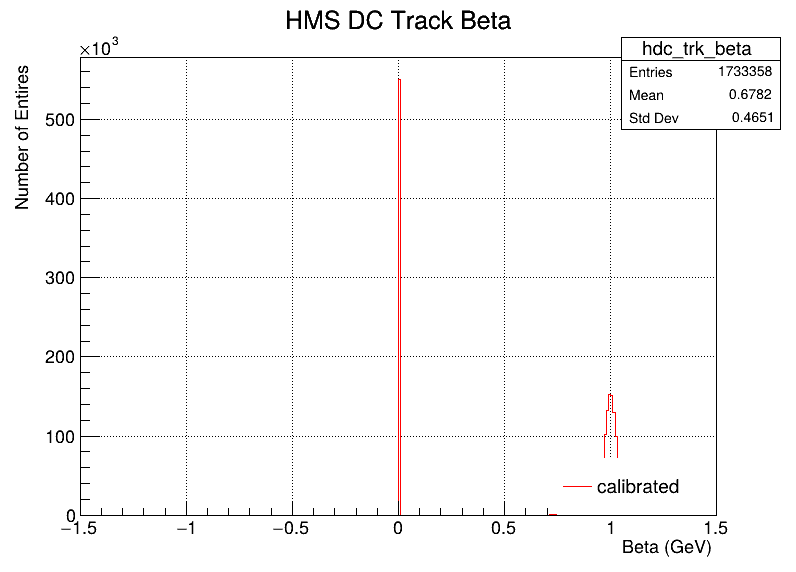 HMS DC Track Beta
×10³
hdc_trk_beta
Entries 1733358
Mean 0.6782
Std Dev 0.4651
Number of Entires
500
400
300
200
100
0
calibrated
−1.5 −1 −0.5 0 0.5 1 1.5
Beta (GeV)